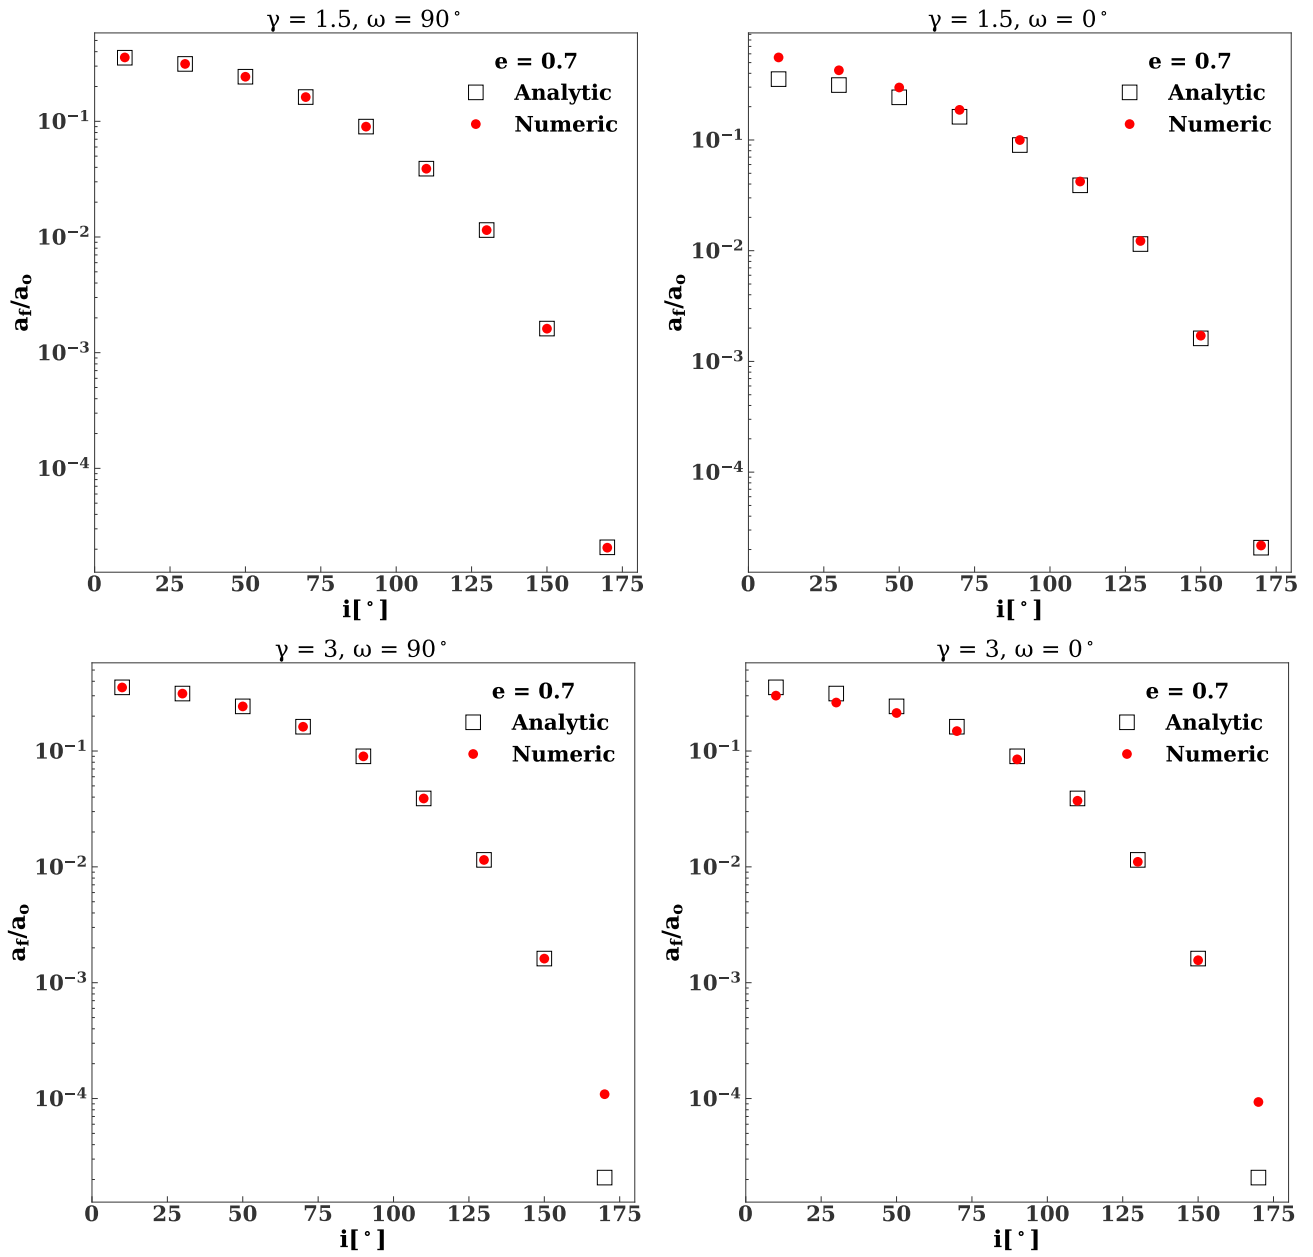 γ = 1.5, ω = 90°
e = 0.7
Analytic
Numeric
10⁻¹
10⁻²
10⁻³
10⁻⁴
a_f/a_o
0 25 50 75 100 125 150 175
i[°]
γ = 1.5, ω = 0°
e = 0.7
Analytic
Numeric
10⁻¹
10⁻²
10⁻³
10⁻⁴
a_f/a_o
0 25 50 75 100 125 150 175
i[°]
γ = 3, ω = 90°
e = 0.7
Analytic
Numeric
10⁻¹
10⁻²
10⁻³
10⁻⁴
a_f/a_o
0 25 50 75 100 125 150 175
i[°]
γ = 3, ω = 0°
e = 0.7
Analytic
Numeric
10⁻¹
10⁻²
10⁻³
10⁻⁴
a_f/a_o
0 25 50 75 100 125 150 175
i[°]